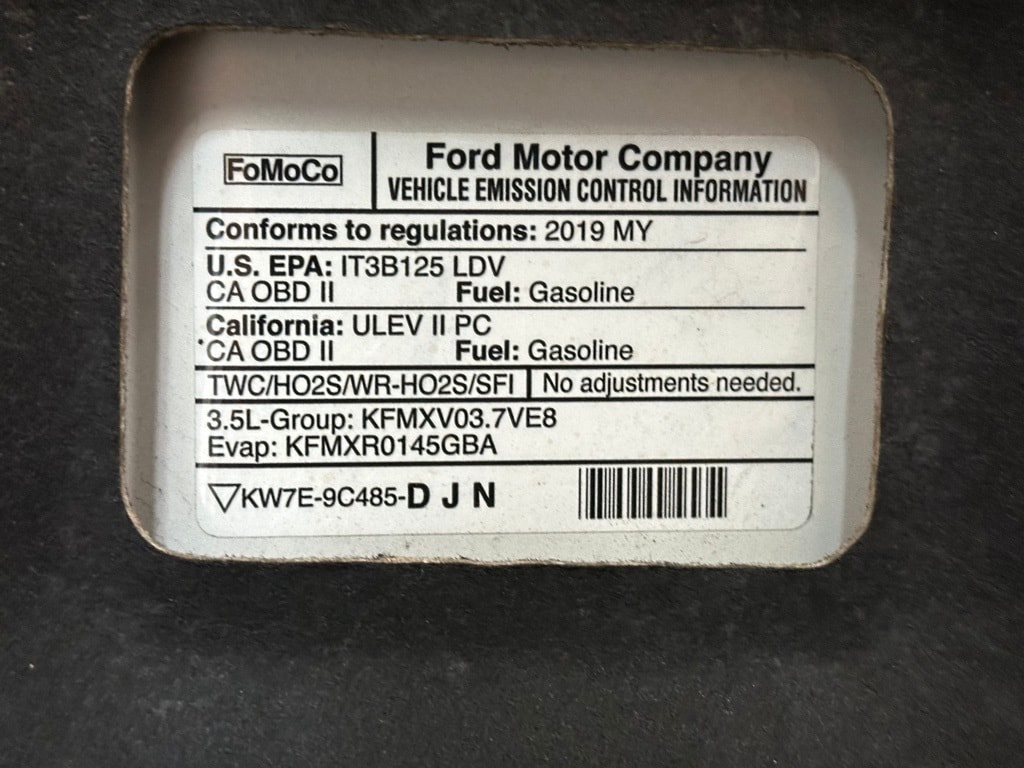 FoMoCo
Ford Motor Company
VEHICLE EMISSION CONTROL INFORMATION
Conforms to regulations: 2019 MY
U.S. EPA: IT3B125 LDV
CA OBD II Fuel: Gasoline
California: ULEV II PC
CA OBD II Fuel: Gasoline
TWC/HO2S/WR-HO2S/SFI No adjustments needed.
3.5L-Group: KFMXV03.7VE8
Evap: KFMXR0145GBA
▽KW7E-9C485-D J N